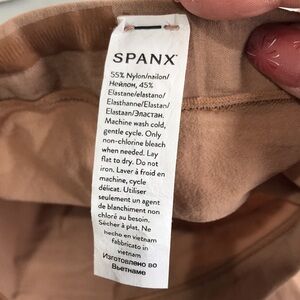 SPANX
55% Nylon/nailon/
Нейлон, 45%
Elastane/elastano/
Elasthanne/Elastan/
Elastaan/Эластан.
Machine wash cold,
gentle cycle. Only
non-chlorine bleach
when needed. Lay
flat to dry. Do not
iron. Laver à froid en
machine, cycle
délicat. Utiliser
seulement un agent
de blanchiment non
chloré au besoin.
Sécher à plat. Ne
hecho en vietnam
fabbricato in
vietnam
Изготовлено во
Вьетнаме